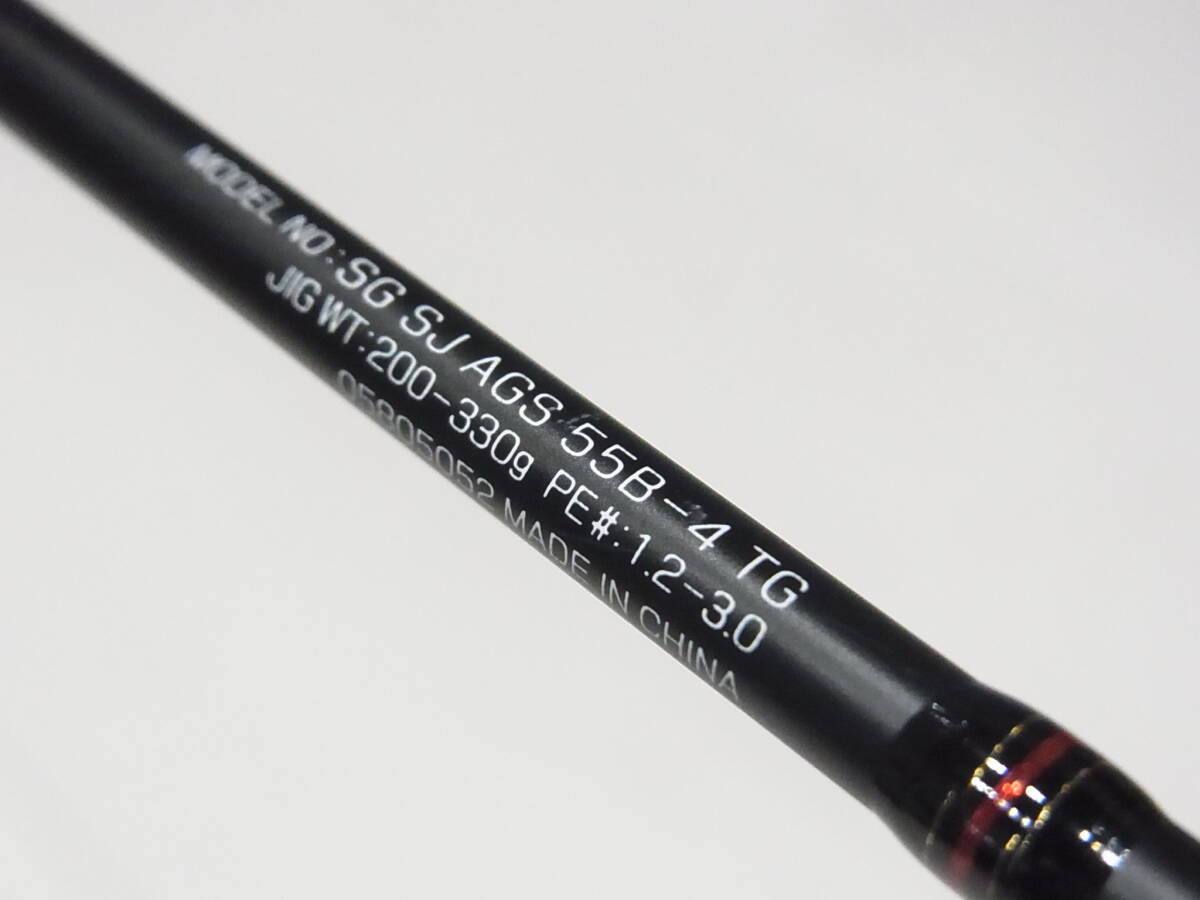 MODEL NO:SG SJ AGS 55B-4 TG
JIG WT:200-330g PE#:1.2-3.0
05805052 MADE IN CHINA